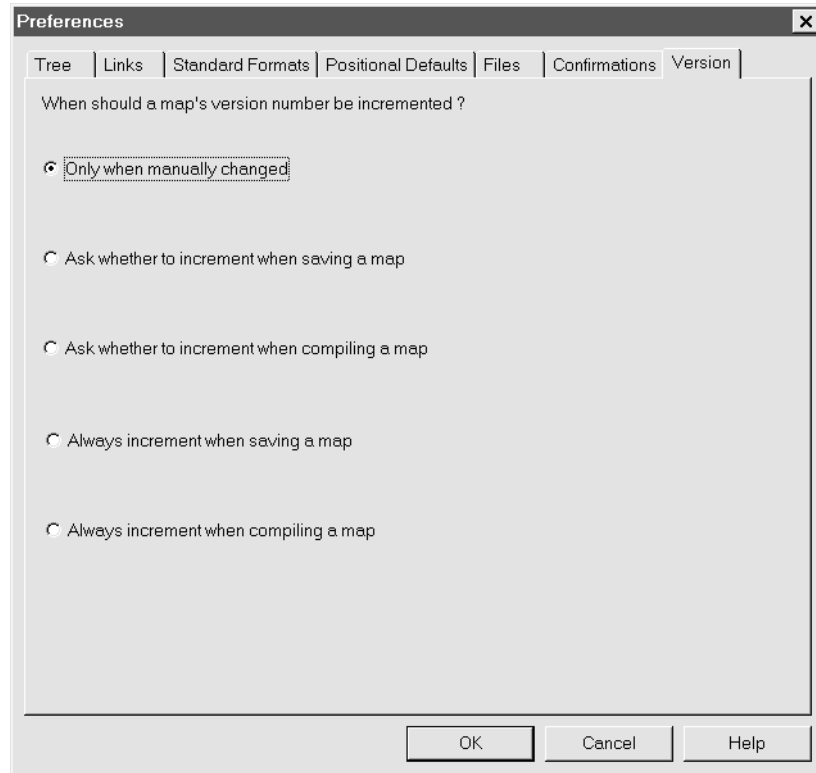 Preferences
Tree Links Standard Formats Positional Defaults Files Confirmations Version
When should a map's version number be incremented ?
Only when manually changed
Ask whether to increment when saving a map
Ask whether to increment when compiling a map
Always increment when saving a map
Always increment when compiling a map
OK Cancel Help